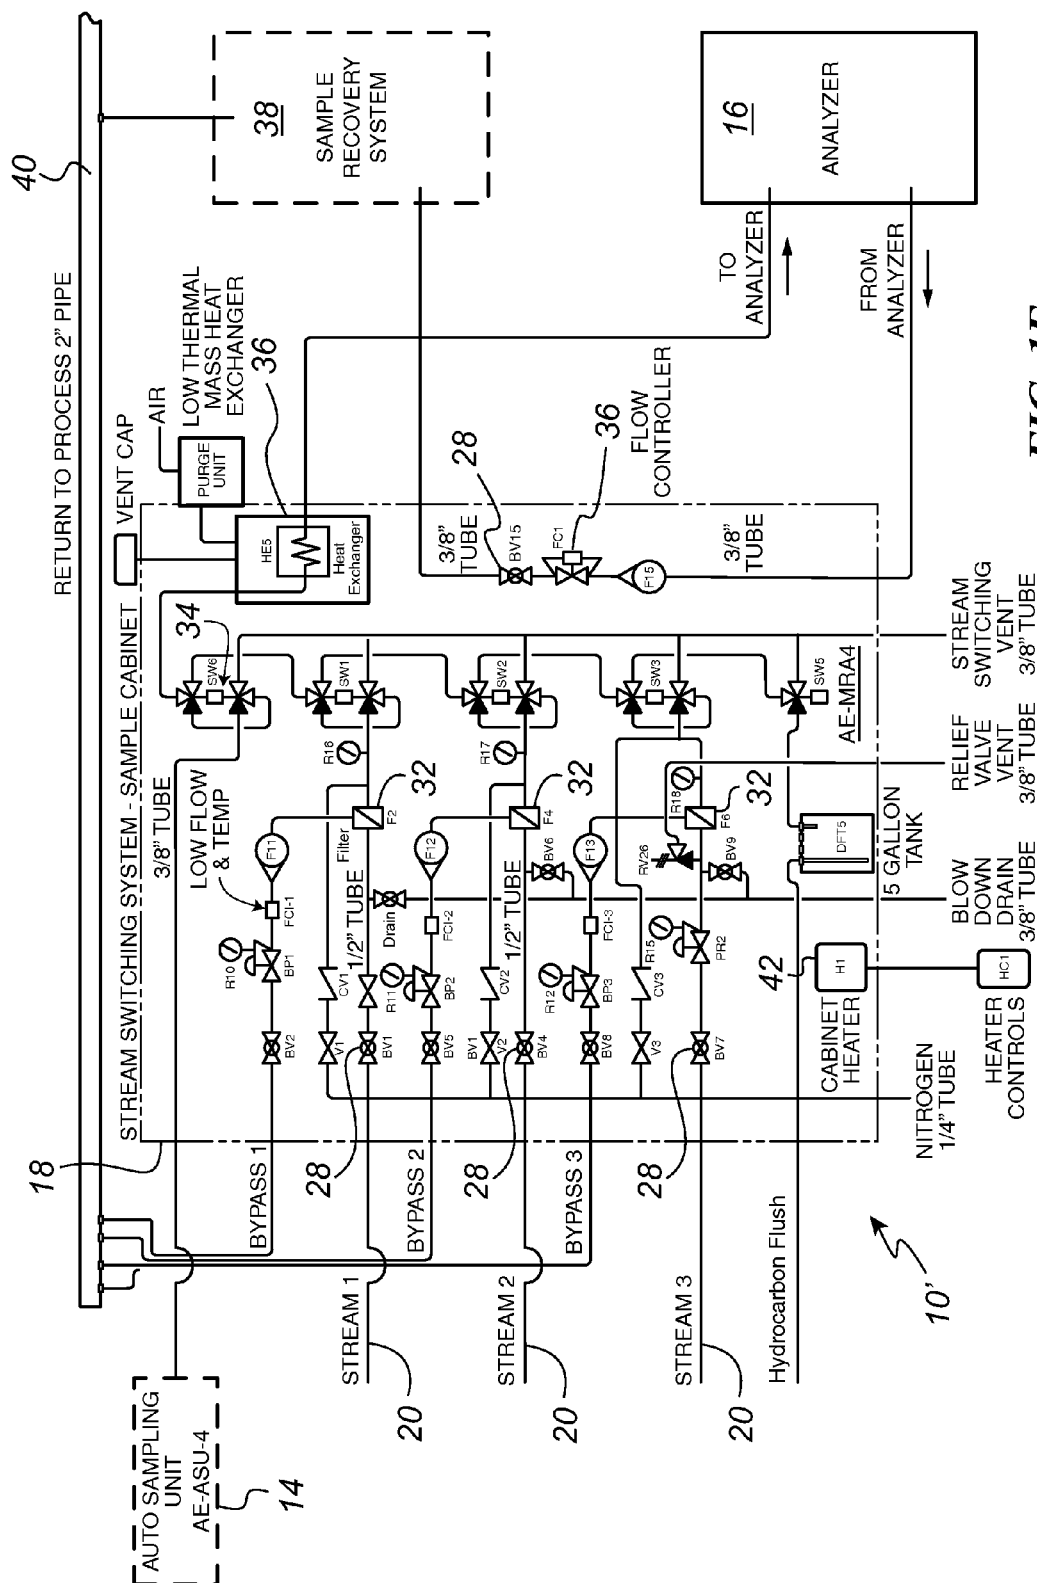 RETURN TO PROCESS 2" PIPE
40
18
STREAM SWITCHING SYSTEM - SAMPLE CABINET
VENT CAP
AIR
PURGE
UNIT
LOW THERMAL
MASS HEAT
EXCHANGER
36
38
SAMPLE
RECOVERY
SYSTEM
AUTO SAMPLING
UNIT
AE-ASU-4
14
3/8" TUBE
LOW FLOW
& TEMP
34
SW6
HE5
Heat
Exchanger
BYPASS 1
BV2
R10
BP1
FCI-1
F11
V1
CV1
STREAM 1
20
28
BV1
1/2" TUBE
Filter
F2
32
R16
SW1
Drain
BYPASS 2
BV5
R11
BP2
FCI-2
F12
BV1
V2
CV2
STREAM 2
20
28
BV4
1/2" TUBE
F4
32
R17
SW2
BV6
BYPASS 3
BV8
R12
BP3
FCI-3
F13
V3
CV3
STREAM 3
20
28
BV7
R15
PR2
RV26
BV9
R18
F6
32
SW3
3/8"
TUBE
28
BV15
FC1
36
FLOW
CONTROLLER
F15
3/8"
TUBE
TO
ANALYZER
FROM
ANALYZER
16
ANALYZER
Hydrocarbon Flush
42
H1
CABINET
HEATER
DFT5
5 GALLON
TANK
SW5
AE-MRA4
10'
NITROGEN
1/4" TUBE
HC1
HEATER
CONTROLS
BLOW
DOWN
DRAIN
3/8" TUBE
RELIEF
VALVE
VENT
3/8" TUBE
STREAM
SWITCHING
VENT
3/8" TUBE